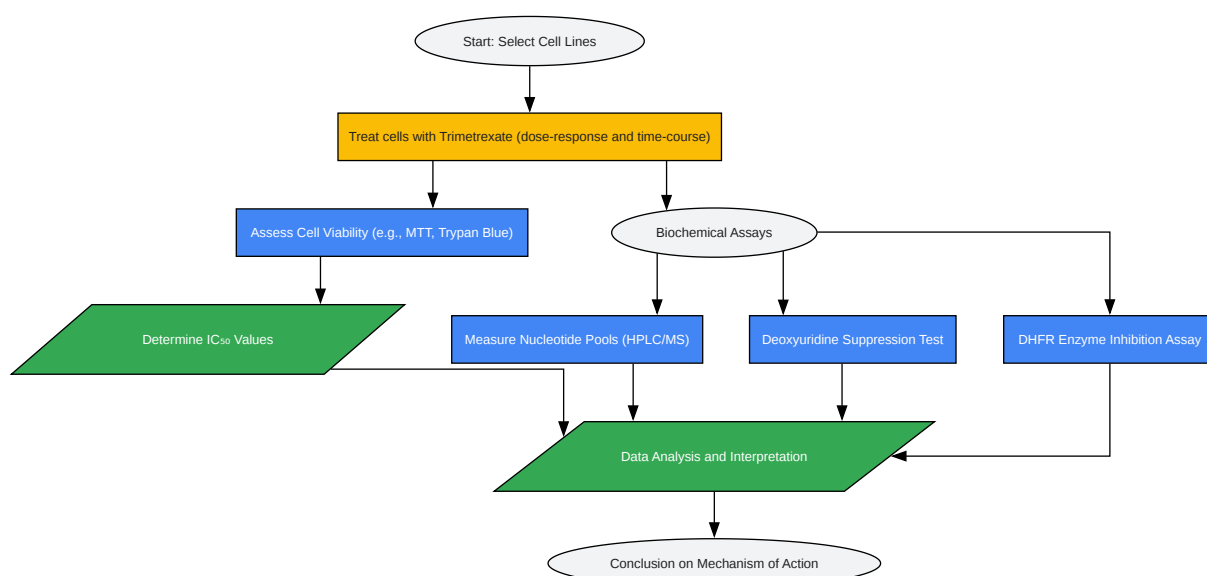 Start: Select Cell Lines
Treat cells with Trimetrexate (dose-response and time-course)
Assess Cell Viability (e.g., MTT, Trypan Blue)
Biochemical Assays
Determine IC₅₀ Values
Measure Nucleotide Pools (HPLC/MS)
Deoxyuridine Suppression Test
DHFR Enzyme Inhibition Assay
Data Analysis and Interpretation
Conclusion on Mechanism of Action